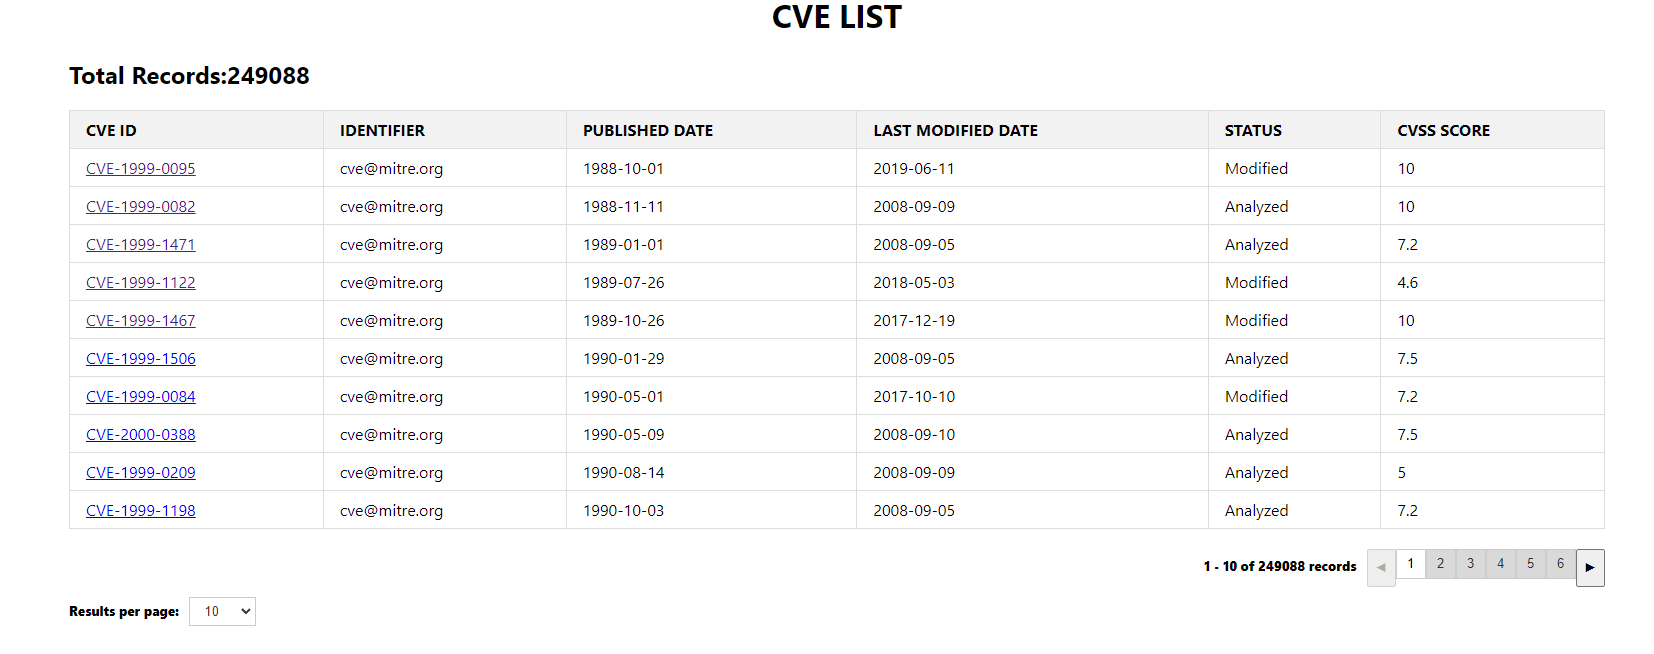 CVE LIST
Total Records:249088
CVE ID IDENTIFIER PUBLISHED DATE LAST MODIFIED DATE STATUS CVSS SCORE
CVE-1999-0095 cve@mitre.org 1988-10-01 2019-06-11 Modified 10
CVE-1999-0082 cve@mitre.org 1988-11-11 2008-09-09 Analyzed 10
CVE-1999-1471 cve@mitre.org 1989-01-01 2008-09-05 Analyzed 7.2
CVE-1999-1122 cve@mitre.org 1989-07-26 2018-05-03 Modified 4.6
CVE-1999-1467 cve@mitre.org 1989-10-26 2017-12-19 Modified 10
CVE-1999-1506 cve@mitre.org 1990-01-29 2008-09-05 Analyzed 7.5
CVE-1999-0084 cve@mitre.org 1990-05-01 2017-10-10 Modified 7.2
CVE-2000-0388 cve@mitre.org 1990-05-09 2008-09-10 Analyzed 7.5
CVE-1999-0209 cve@mitre.org 1990-08-14 2008-09-09 Analyzed 5
CVE-1999-1198 cve@mitre.org 1990-10-03 2008-09-05 Analyzed 7.2
1 - 10 of 249088 records ◄ 1 2 3 4 5 6 ►
Results per page: 10